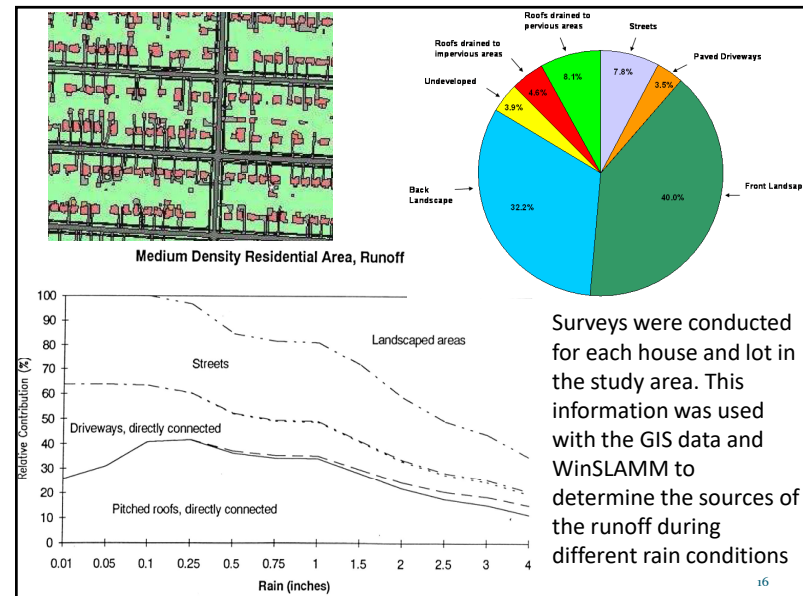 Roofs drained to
pervious areas
Streets
Roofs drained to
impervious areas
Paved Driveways
Undeveloped
8.1%
7.8%
4.6%
3.5%
3.9%
Back
Landscape
32.2%
40.0%
Front Landsca
Medium Density Residential Area, Runoff
100
90
80
70
60
50
40
30
20
10
0
Relative Contribution (%)
Landscaped areas
Streets
Driveways, directly connected
Pitched roofs, directly connected
0.01 0.05 0.1 0.25 0.5 0.75 1 1.5 2 2.5 3 4
Rain (inches)
Surveys were conducted
for each house and lot in
the study area. This
information was used
with the GIS data and
WinSLAMM to
determine the sources of
the runoff during
different rain conditions
16